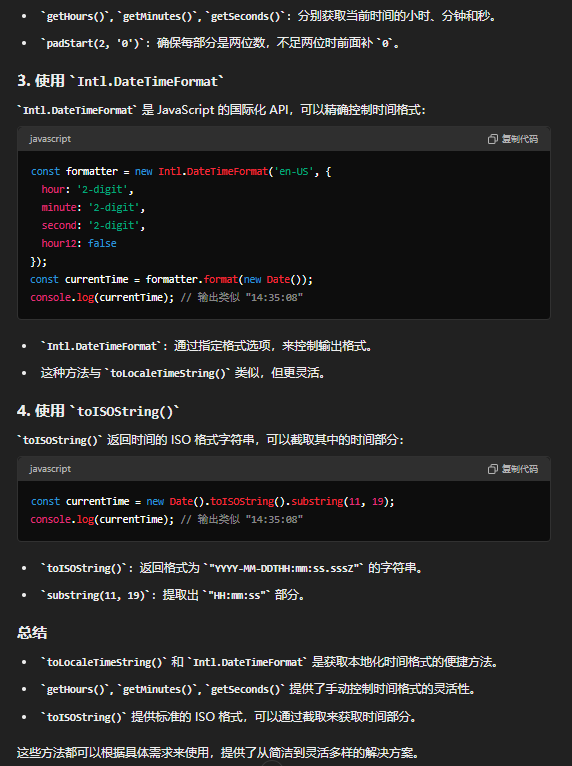 • `getHours()`, `getMinutes()`, `getSeconds()`：分别获取当前时间的小时、分钟和秒。
• `padStart(2, '0')`：确保每部分是两位数，不足两位时前面补 `0`。
3. 使用 `Intl.DateTimeFormat`
`Intl.DateTimeFormat` 是 JavaScript 的国际化 API，可以精确控制时间格式：
javascript 复制代码
const formatter = new Intl.DateTimeFormat('en-US', {
  hour: '2-digit',
  minute: '2-digit',
  second: '2-digit',
  hour12: false
});
const currentTime = formatter.format(new Date());
console.log(currentTime); // 输出类似 "14:35:08"
• `Intl.DateTimeFormat`：通过指定格式选项，来控制输出格式。
• 这种方法与 `toLocaleTimeString()` 类似，但更灵活。
4. 使用 `toISOString()`
`toISOString()` 返回时间的 ISO 格式字符串，可以截取其中的时间部分：
javascript 复制代码
const currentTime = new Date().toISOString().substring(11, 19);
console.log(currentTime); // 输出类似 "14:35:08"
• `toISOString()`：返回格式为 `"YYYY-MM-DDTHH:mm:ss.sssZ"` 的字符串。
• `substring(11, 19)`：提取出 `"HH:mm:ss"` 部分。
总结
• `toLocaleTimeString()` 和 `Intl.DateTimeFormat` 是获取本地化时间格式的便捷方法。
• `getHours()`, `getMinutes()`, `getSeconds()` 提供了手动控制时间格式的灵活性。
• `toISOString()` 提供标准的 ISO 格式，可以通过截取来获取时间部分。
这些方法都可以根据具体需求来使用，提供了从简洁到灵活多样的解决方案。